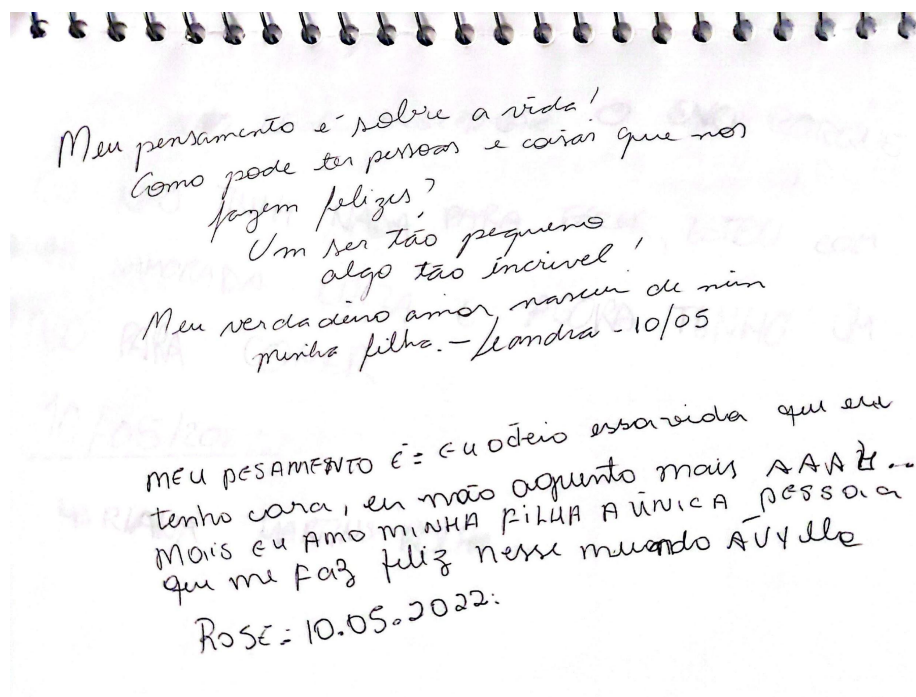 Meu pensamento é sobre a vida!
Como pode ter pessoas e coisas que nos
fazem felizes?
Um ser tão pequeno
algo tão incrivel!
Meu verdadeiro amor, nasceu de mim
minha filha. - Leandra - 10/05
MEU PESAMENTO É = EU odeio essa vida que eu
tenho cara, eu não aguento mais AAAH...
MAIS EU AMO MINHA FILHA A ÚNICA PESSOA
que me FAZ feliz nesse muondo AUYlla
ROSE: 10.05.2022: